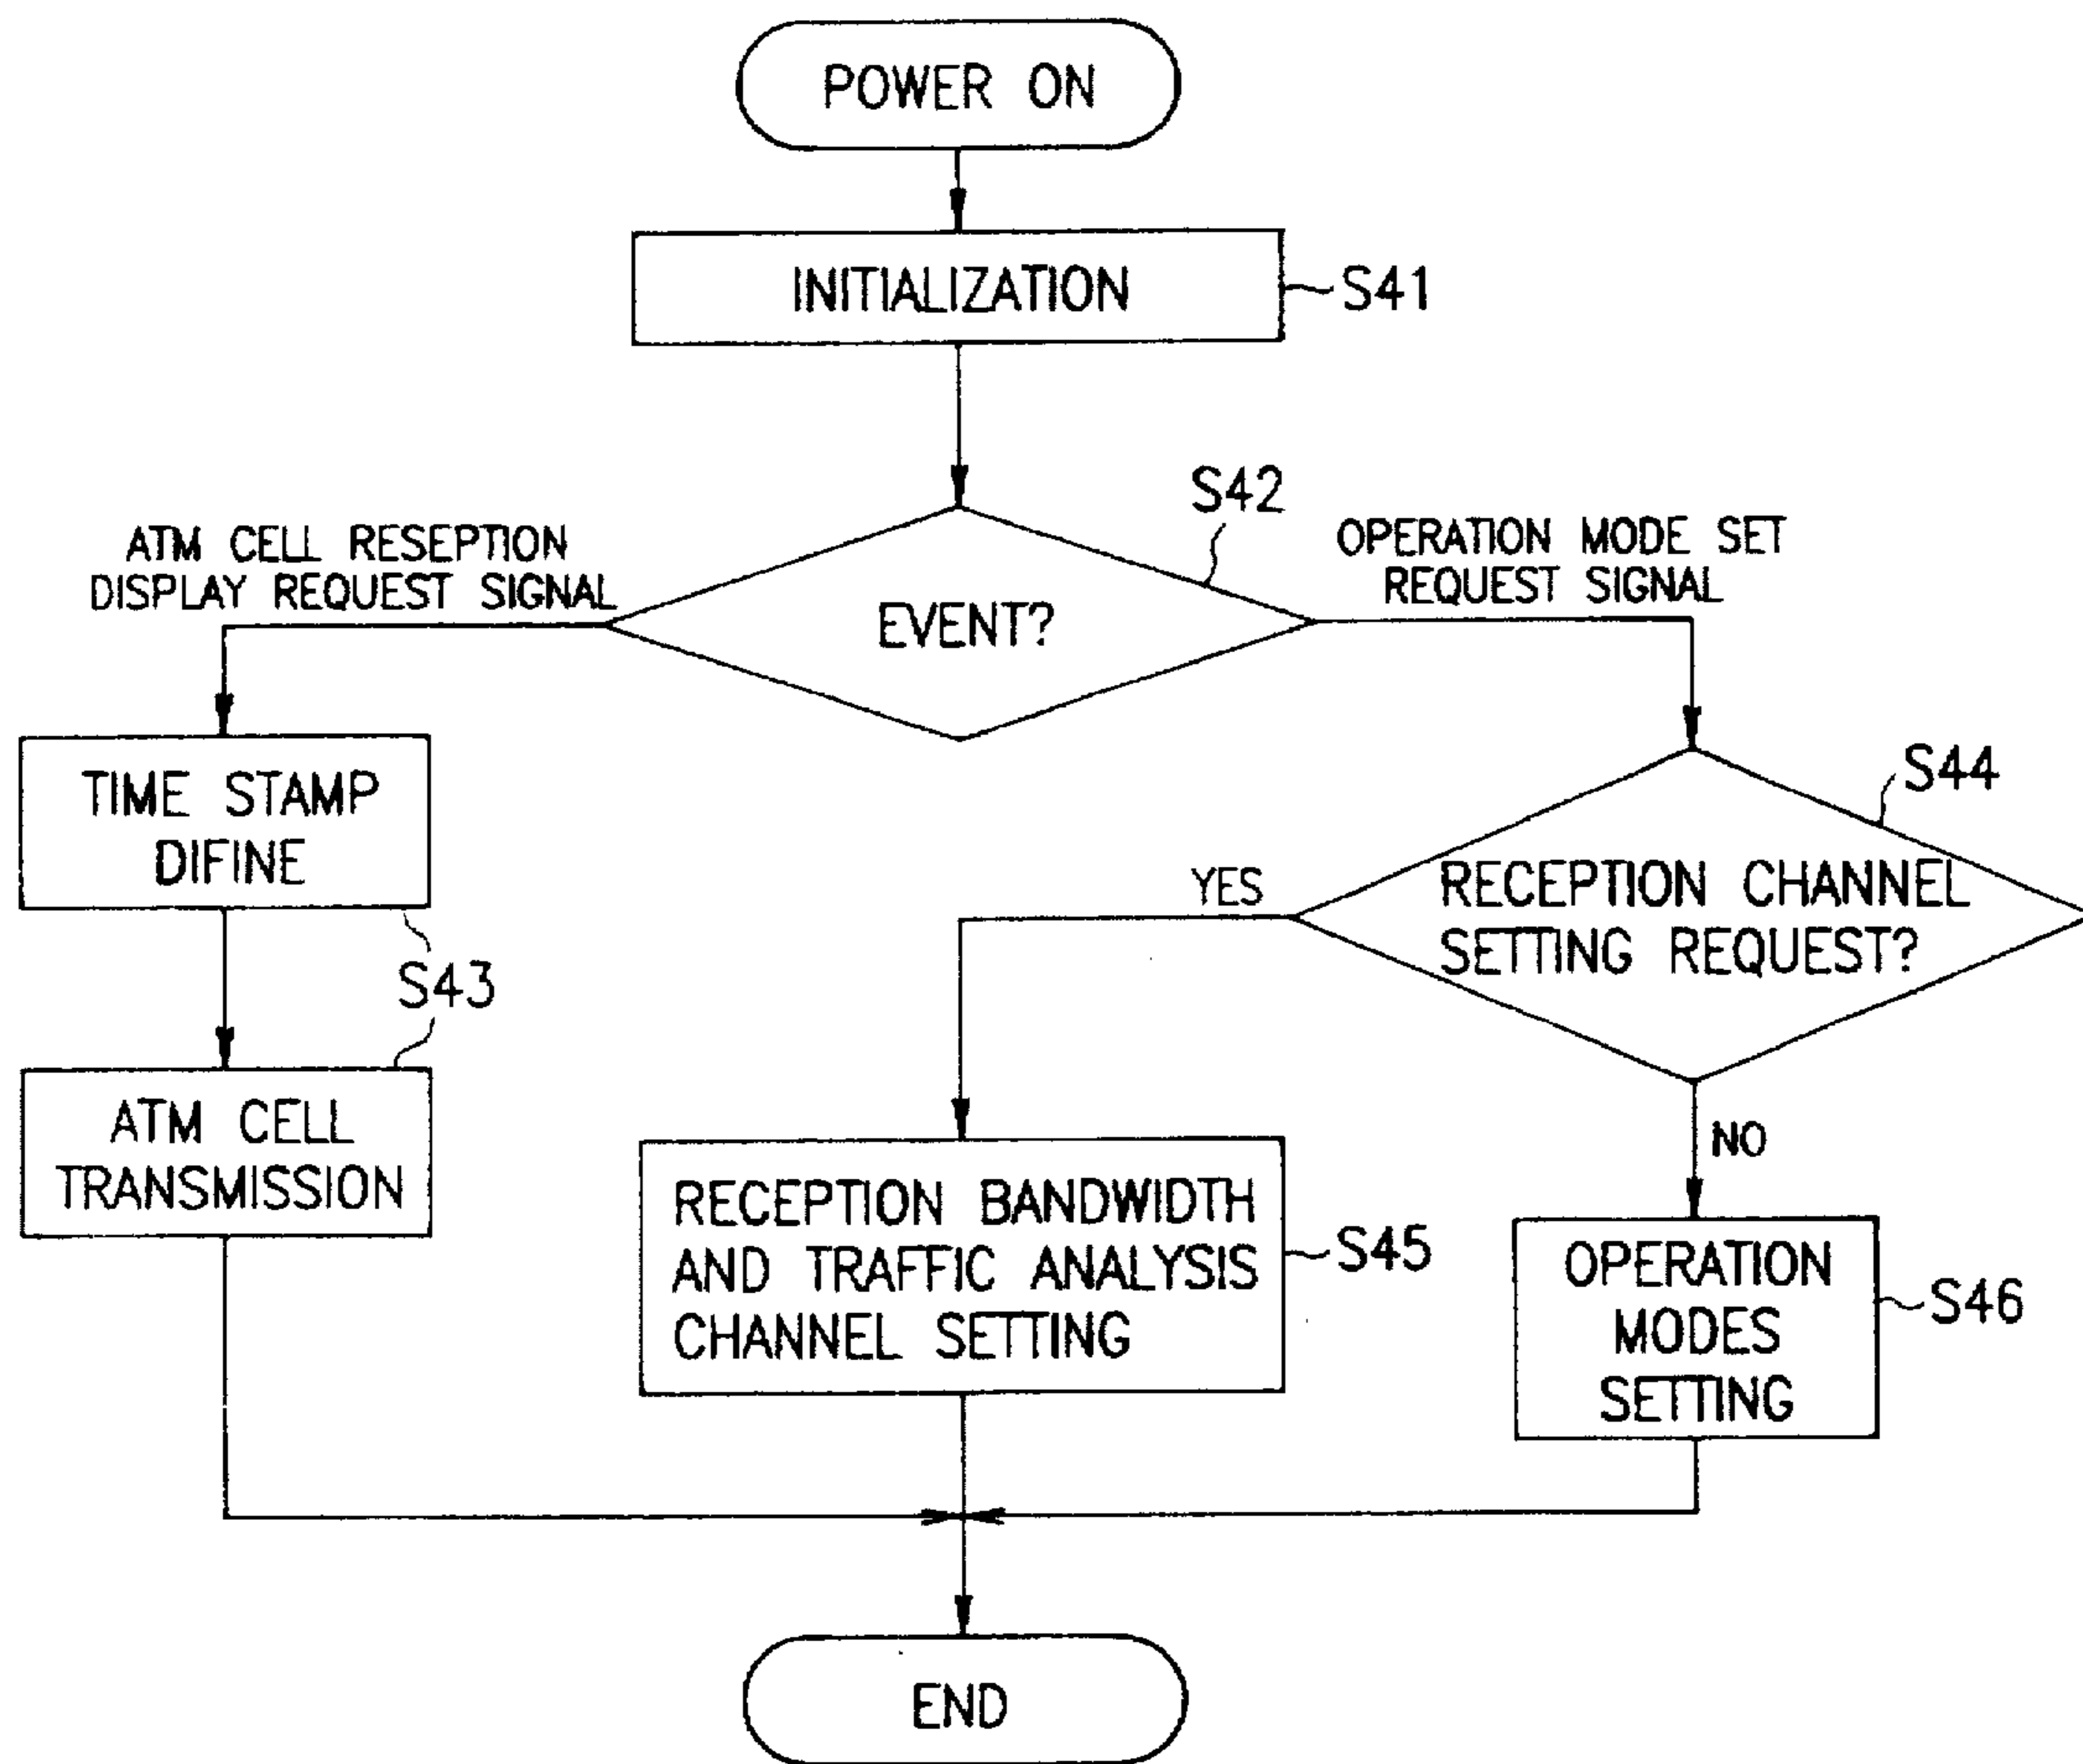 POWER ON
INITIALIZATION
S41
S42
ATM CELL RESEPTION
DISPLAY REQUEST SIGNAL
OPERATION MODE SET
REQUEST SIGNAL
EVENT?
TIME STAMP
DIFINE
S44
YES
RECEPTION CHANNEL
SETTING REQUEST?
S43
ATM CELL
TRANSMISSION
NO
RECEPTION BANDWIDTH
AND TRAFFIC ANALYSIS
CHANNEL SETTING
S45
OPERATION
MODES
SETTING
S46
END